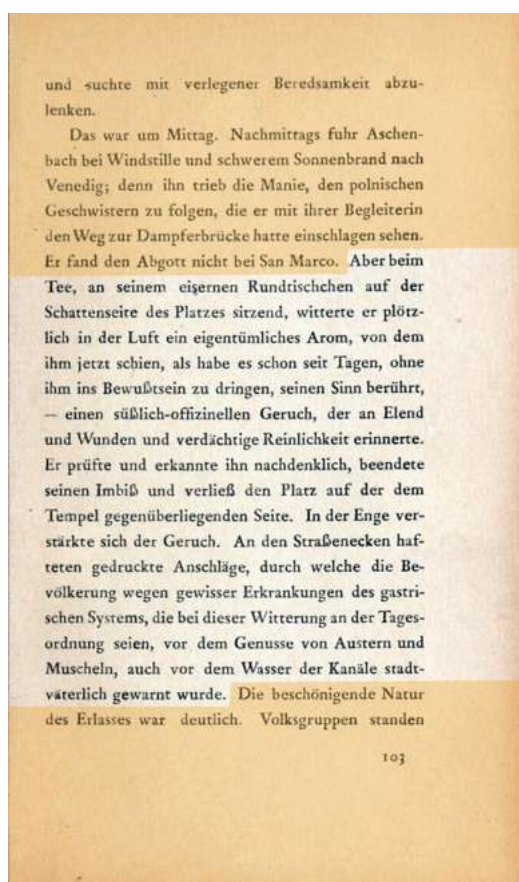 und suchte mit verlegener Beredsamkeit abzu-
lenken.
Das war um Mittag. Nachmittags fuhr Aschen-
bach bei Windstille und schwerem Sonnenbrand nach
Venedig; denn ihn trieb die Manie, den polnischen
Geschwistern zu folgen, die er mit ihrer Begleiterin
den Weg zur Dampferbrücke hatte einschlagen sehen.
Er fand den Abgott nicht bei San Marco. Aber beim
Tee, an seinem eisernen Rundtischchen auf der
Schattenseite des Platzes sitzend, witterte er plötz-
lich in der Luft ein eigentümliches Arom, von dem
ihm jetzt schien, als habe es schon seit Tagen, ohne
ihm ins Bewußtsein zu dringen, seinen Sinn berührt,
— einen süßlich-offizinellen Geruch, der an Elend
und Wunden und verdächtige Reinlichkeit erinnerte.
Er prüfte und erkannte ihn nachdenklich, beendete
seinen Imbiß und verließ den Platz auf der dem
Tempel gegenüberliegenden Seite. In der Enge ver-
stärkte sich der Geruch. An den Straßenecken haf-
teten gedruckte Anschläge, durch welche die Be-
völkerung wegen gewisser Erkrankungen des gastri-
schen Systems, die bei dieser Witterung an der Tages-
ordnung seien, vor dem Genusse von Austern und
Muscheln, auch vor dem Wasser der Kanäle stadt-
väterlich gewarnt wurde. Die beschönigende Natur
des Erlasses war deutlich. Volksgruppen standen
103